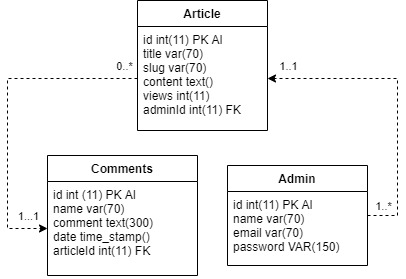 Article
id int(11) PK AI
title var(70)
slug var(70)
content text()
views int(11)
adminId int(11) FK
0..*
1..1
Comments
id int (11) PK AI
name var(70)
comment text(300)
date time_stamp()
articleId int(11) FK
1...1
Admin
id int(11) PK AI
name var(70)
email var(70)
password VAR(150)
1..*